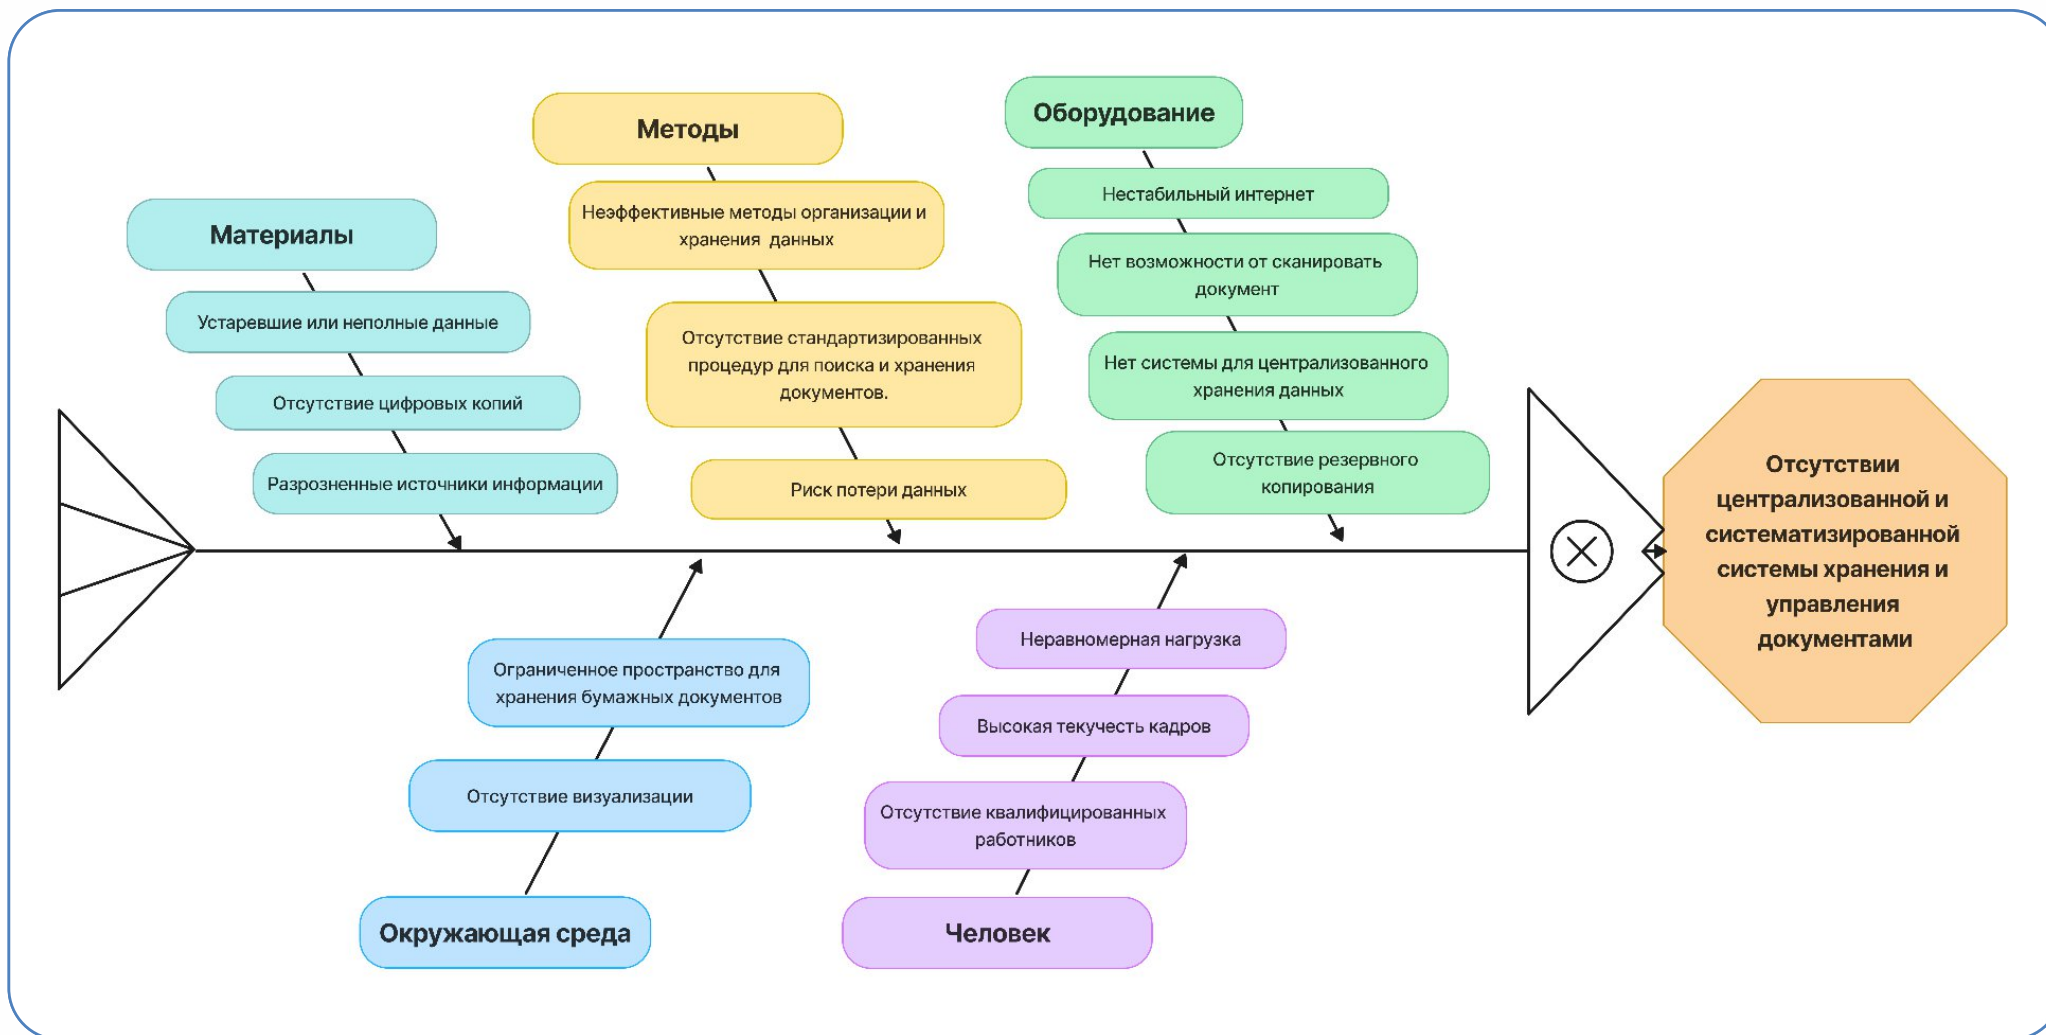 Материалы
Устаревшие или неполные данные
Отсутствие цифровых копий
Разрозненные источники информации
Методы
Неэффективные методы организации и
хранения данных
Отсутствие стандартизированных
процедур для поиска и хранения
документов.
Риск потери данных
Оборудование
Нестабильный интернет
Нет возможности от сканировать
документ
Нет системы для централизованного
хранения данных
Отсутствие резервного
копирования
Отсутствии
централизованной и
систематизированной
системы хранения и
управления
документами
Ограниченное пространство для
хранения бумажных документов
Отсутствие визуализации
Окружающая среда
Неравномерная нагрузка
Высокая текучесть кадров
Отсутствие квалифицированных
работников
Человек